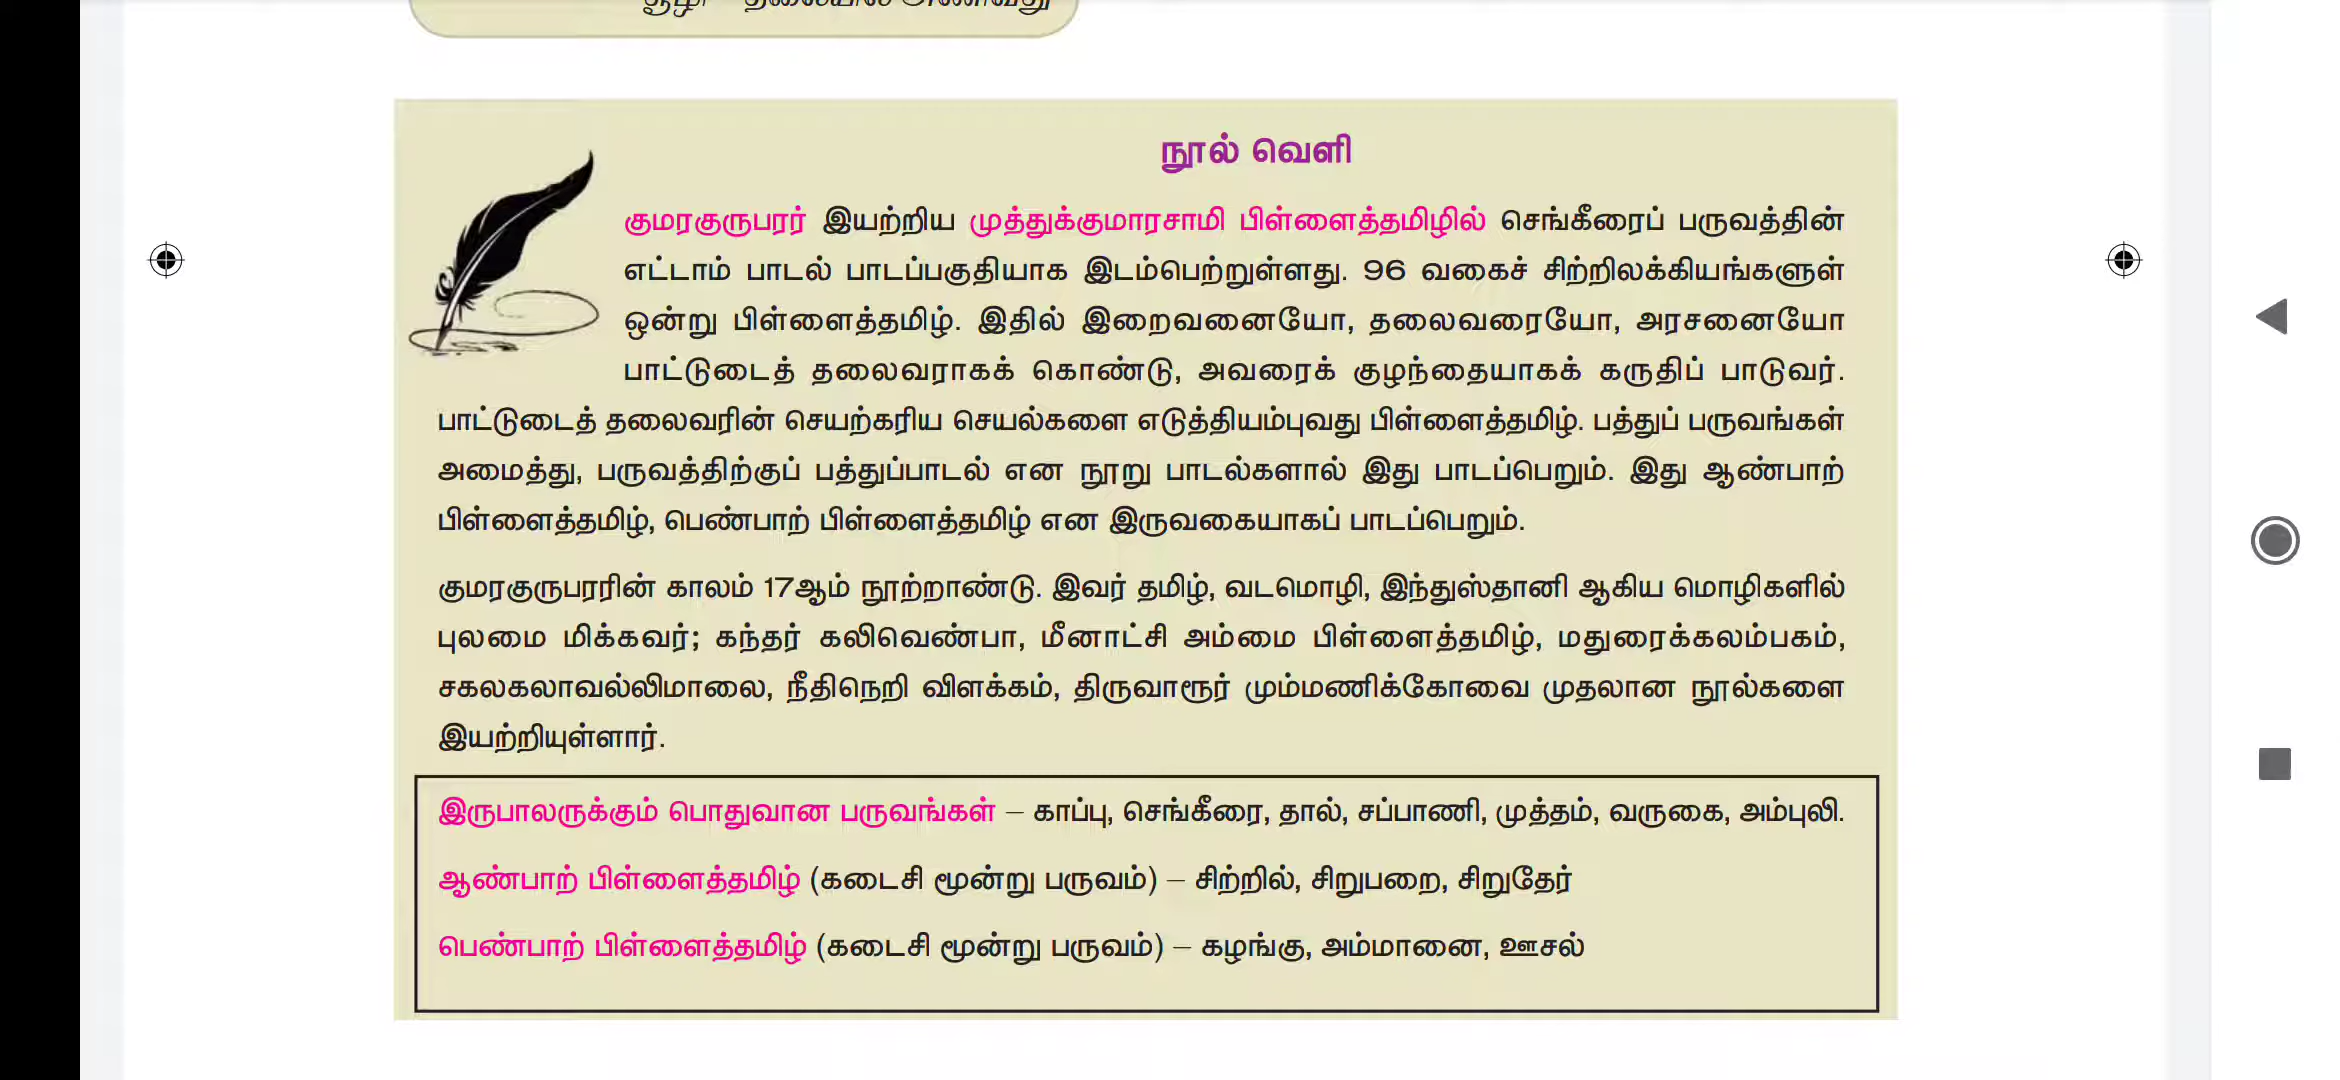 சூழி – தலையில் அணிவது
நூல் வெளி
குமரகுருபரர் இயற்றிய முத்துக்குமாரசாமி பிள்ளைத்தமிழில் செங்கீரைப் பருவத்தின்
எட்டாம் பாடல் பாடப்பகுதியாக இடம்பெற்றுள்ளது. 96 வகைச் சிற்றிலக்கியங்களுள்
ஒன்று பிள்ளைத்தமிழ். இதில் இறைவனையோ, தலைவரையோ, அரசனையோ
பாட்டுடைத் தலைவராகக் கொண்டு, அவரைக் குழந்தையாகக் கருதிப் பாடுவர்.
பாட்டுடைத் தலைவரின் செயற்கரிய செயல்களை எடுத்தியம்புவது பிள்ளைத்தமிழ். பத்துப் பருவங்கள்
அமைத்து, பருவத்திற்குப் பத்துப்பாடல் என நூறு பாடல்களால் இது பாடப்பெறும். இது ஆண்பாற்
பிள்ளைத்தமிழ், பெண்பாற் பிள்ளைத்தமிழ் என இருவகையாகப் பாடப்பெறும்.
குமரகுருபரரின் காலம் 17ஆம் நூற்றாண்டு. இவர் தமிழ், வடமொழி, இந்துஸ்தானி ஆகிய மொழிகளில்
புலமை மிக்கவர்; கந்தர் கலிவெண்பா, மீனாட்சி அம்மை பிள்ளைத்தமிழ், மதுரைக்கலம்பகம்,
சகலகலாவல்லிமாலை, நீதிநெறி விளக்கம், திருவாரூர் மும்மணிக்கோவை முதலான நூல்களை
இயற்றியுள்ளார்.
இருபாலருக்கும் பொதுவான பருவங்கள் – காப்பு, செங்கீரை, தால், சப்பாணி, முத்தம், வருகை, அம்புலி.
ஆண்பாற் பிள்ளைத்தமிழ் (கடைசி மூன்று பருவம்) – சிற்றில், சிறுபறை, சிறுதேர்
பெண்பாற் பிள்ளைத்தமிழ் (கடைசி மூன்று பருவம்) – கழங்கு, அம்மானை, ஊசல்